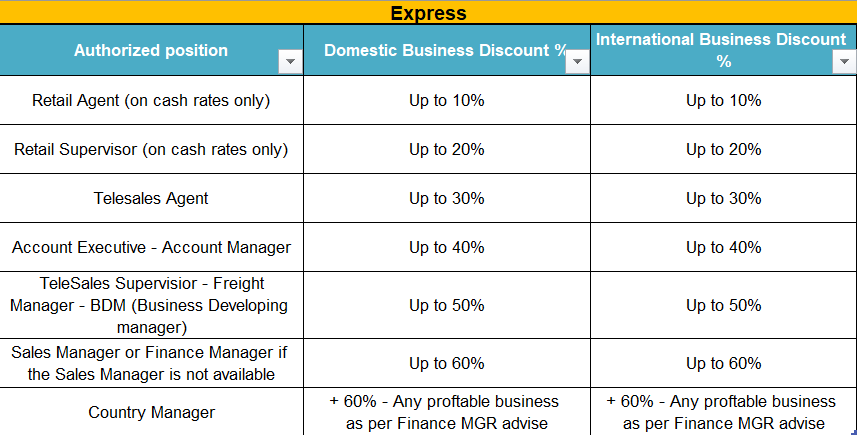 Express
Authorized position
Domestic Business Discount %
International Business Discount
%
Retail Agent (on cash rates only)
Up to 10%
Up to 10%
Retail Supervisor (on cash rates only)
Up to 20%
Up to 20%
Telesales Agent
Up to 30%
Up to 30%
Account Executive - Account Manager
Up to 40%
Up to 40%
TeleSales Supervisior - Freight
Manager - BDM (Business Developing
manager)
Up to 50%
Up to 50%
Sales Manager or Finance Manager if
the Sales Manager is not available
Up to 60%
Up to 60%
Country Manager
+ 60% - Any proftable business
as per Finance MGR advise
+ 60% - Any proftable business
as per Finance MGR advise